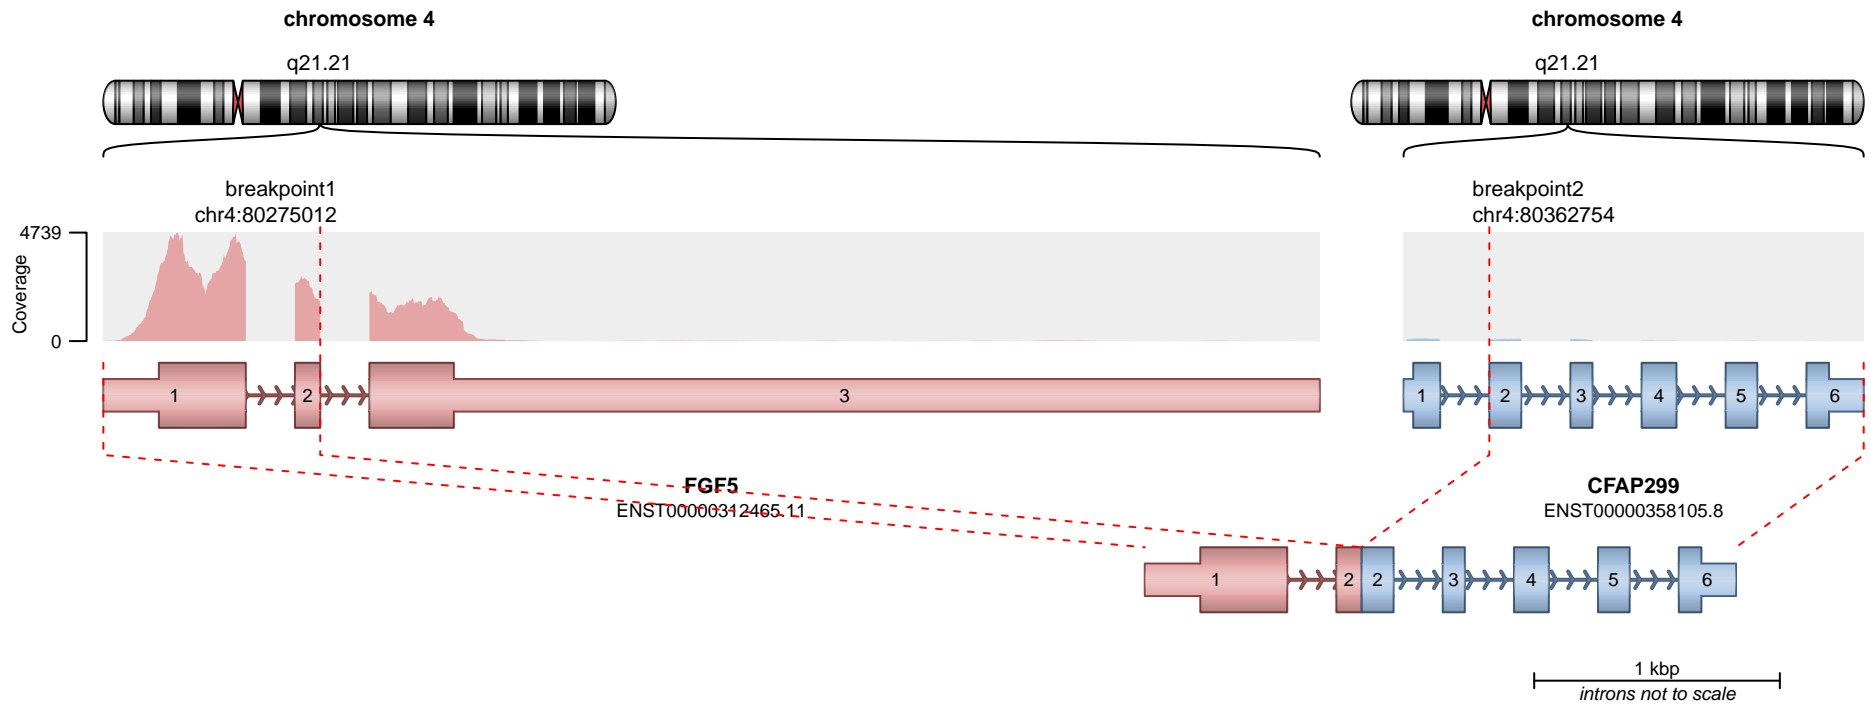 chromosome 4
chromosome 4
q21.21
q21.21
breakpoint1
chr4:80275012
breakpoint2
chr4:80362754
4739
Coverage
0
1
2
3
1
2
3
4
5
6
FGF5
ENST00000312465.11
CFAP299
ENST00000358105.8
1
2
2
3
4
5
6
1 kbp
introns not to scale